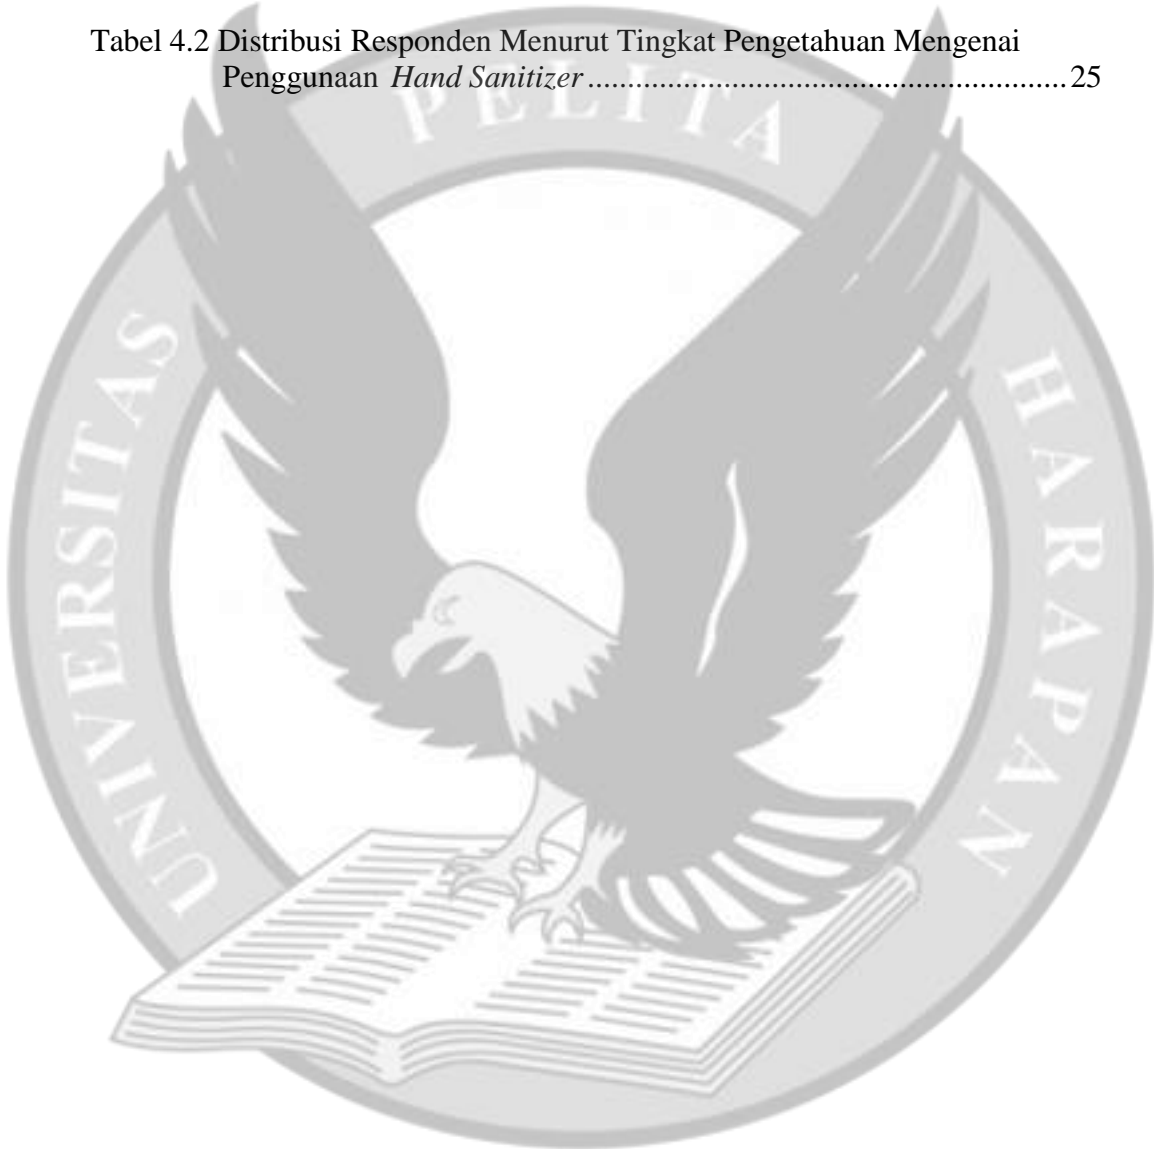 Tabel 4.2 Distribusi Responden Menurut Tingkat Pengetahuan Mengenai
Penggunaan Hand Sanitizer ........................................................... 25
UNIVERSITAS PELITA HARAPAN